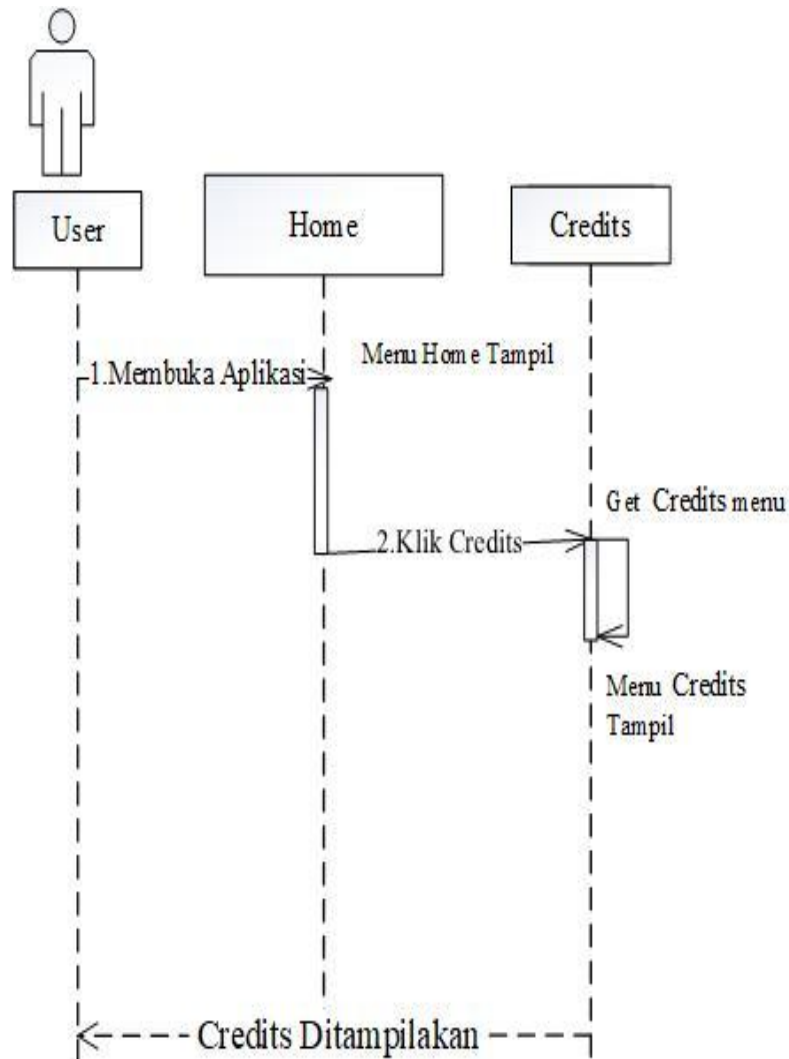 User
Home
Credits
Menu Home Tampil
1.Membuka Aplikasi
Get Credits menu
2.Klik Credits
Menu Credits
Tampil
Credits Ditampilakan